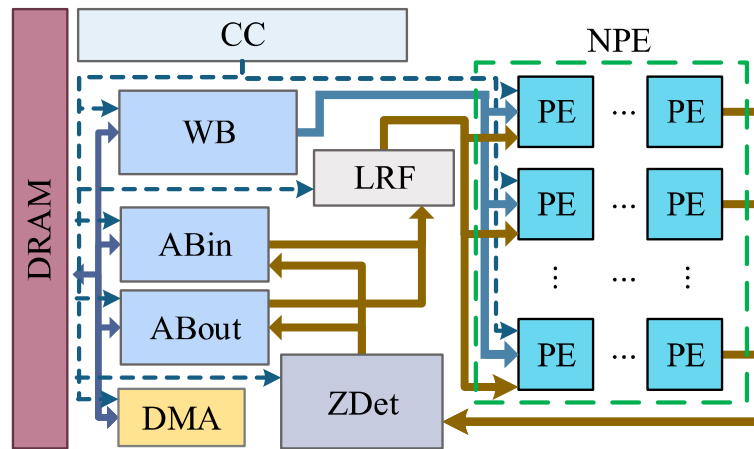 CC
NPE
DRAM
WB
LRF
ABin
ABout
ZDet
DMA
PE ... PE
PE ... PE
⋮ ... ⋮
PE ... PE